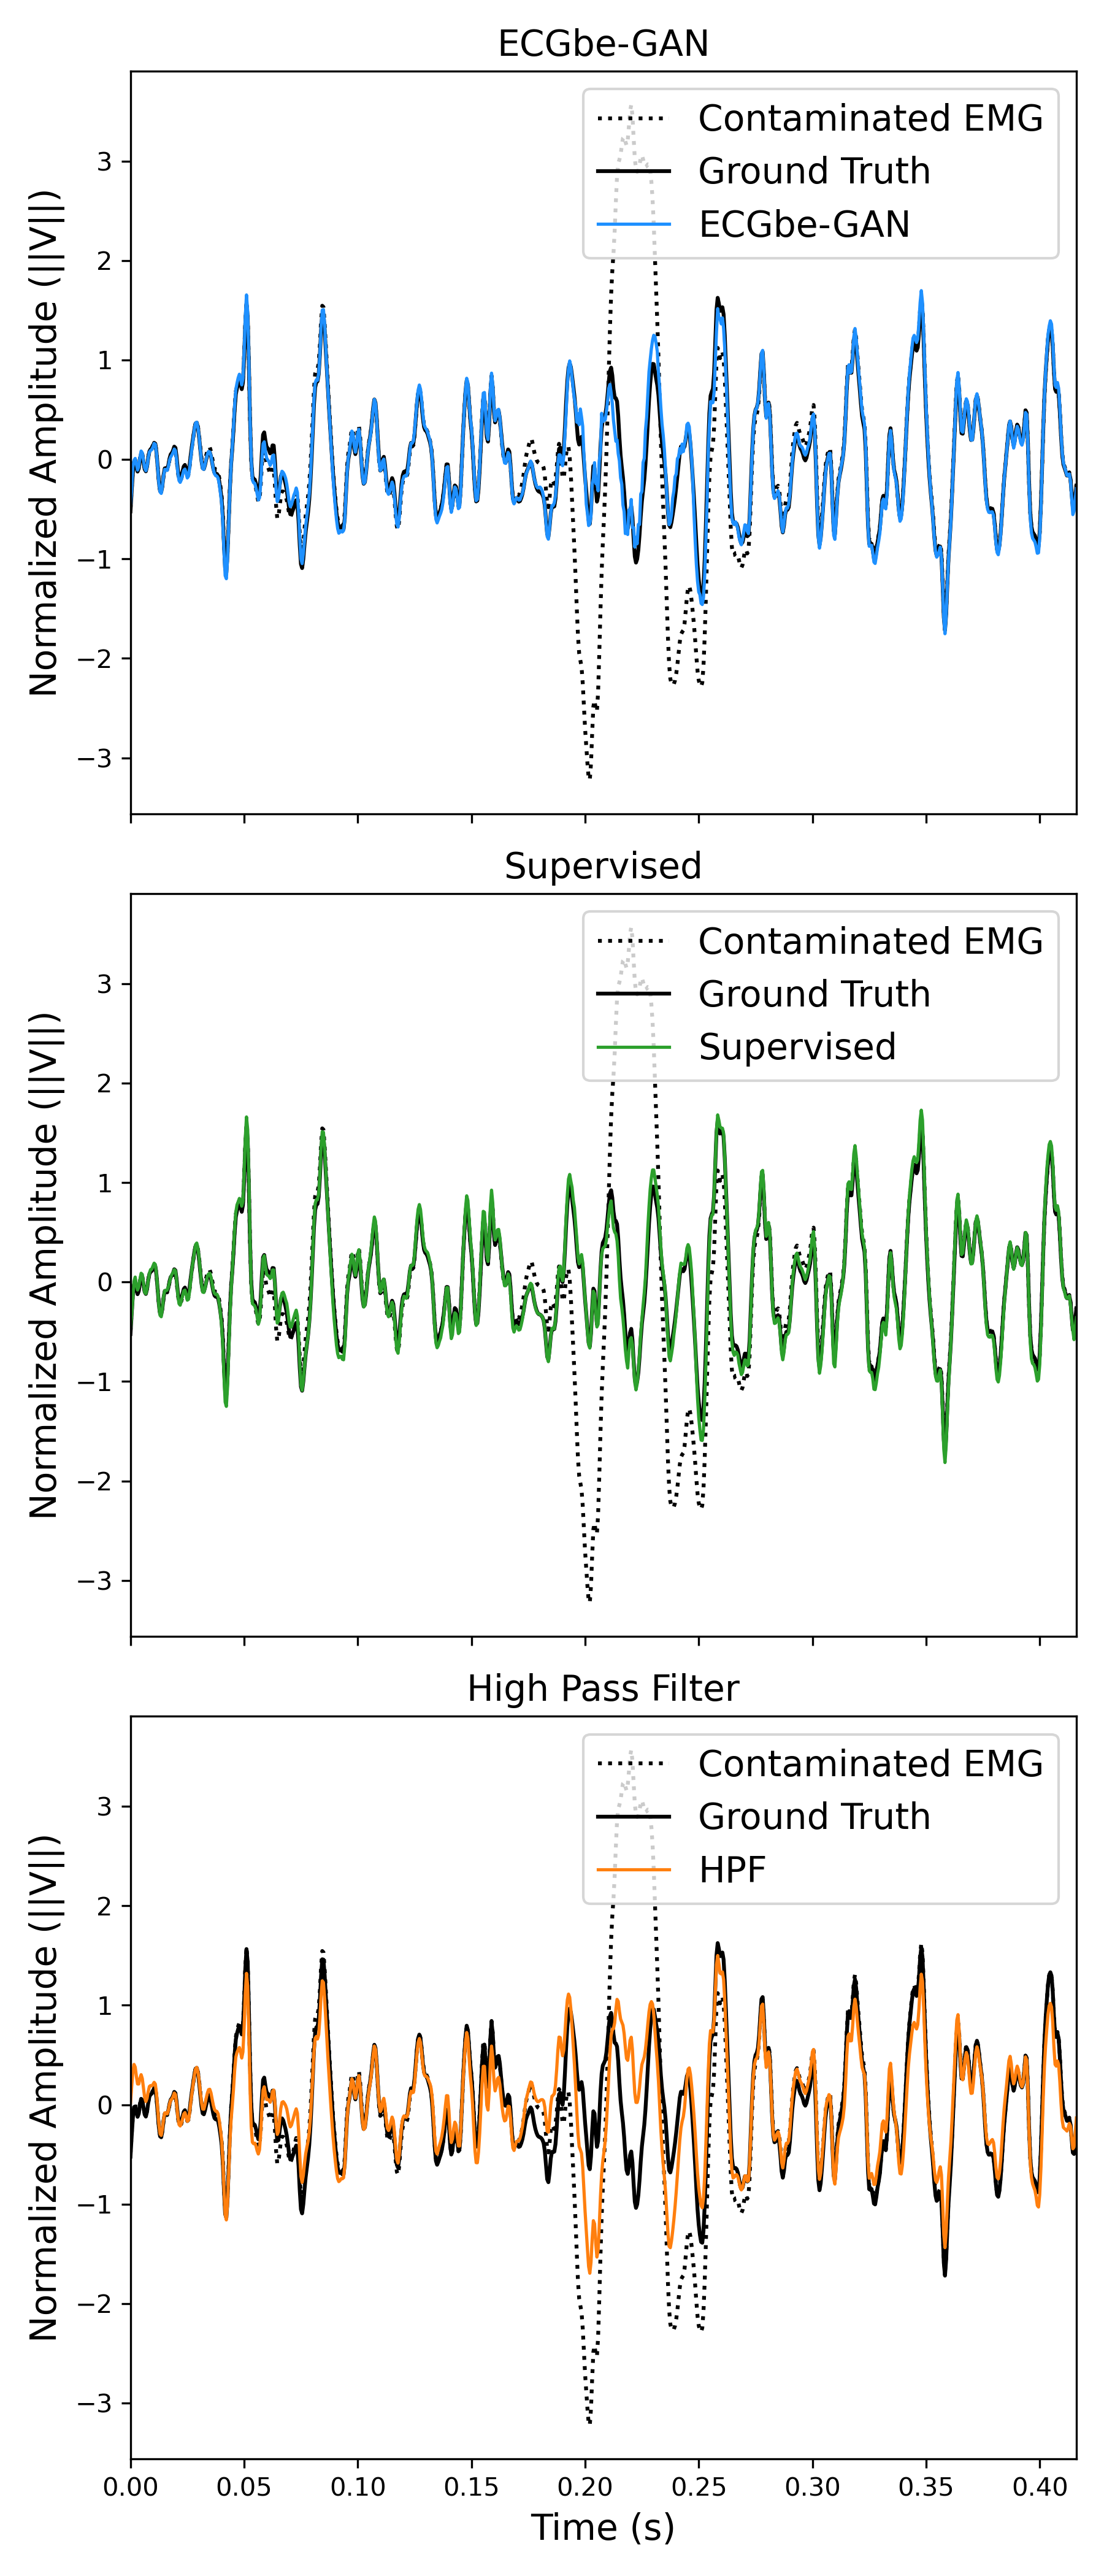 ECGbe-GAN
Contaminated EMG
Ground Truth
ECGbe-GAN
Normalized Amplitude (||V||)
3
2
1
0
−1
−2
−3
Supervised
Contaminated EMG
Ground Truth
Supervised
Normalized Amplitude (||V||)
3
2
1
0
−1
−2
−3
High Pass Filter
Contaminated EMG
Ground Truth
HPF
Normalized Amplitude (||V||)
3
2
1
0
−1
−2
−3
0.00 0.05 0.10 0.15 0.20 0.25 0.30 0.35 0.40
Time (s)